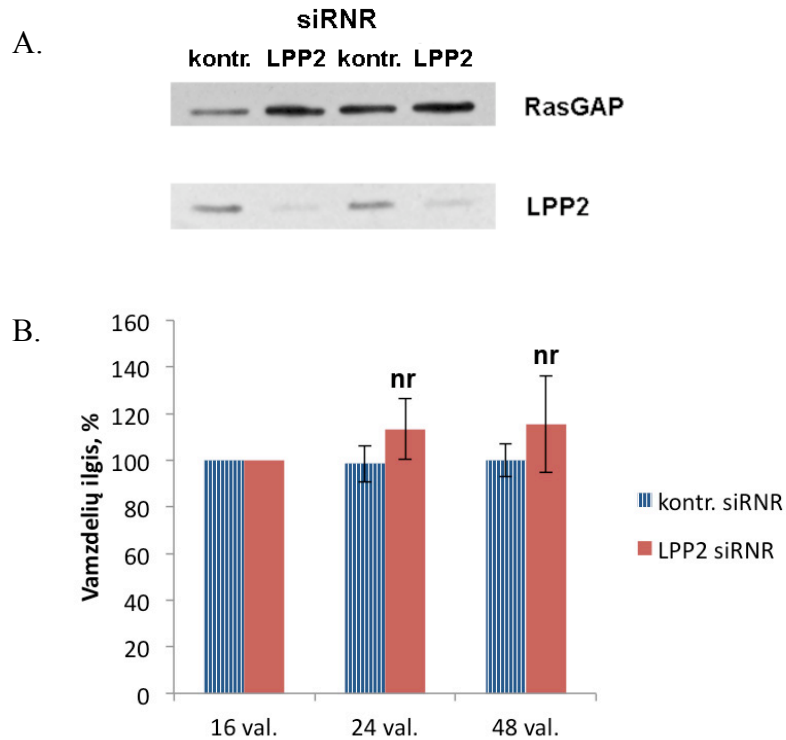 A.
siRNR
kontr. LPP2 kontr. LPP2
RasGAP
LPP2
B.
Vamzdelių ilgis, %
160
140
120
100
80
60
40
20
0
nr
nr
16 val.
24 val.
48 val.
kontr. siRNR
LPP2 siRNR